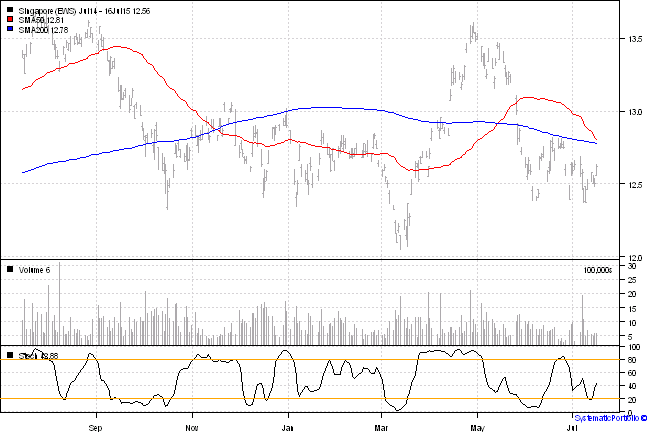 Singapore (EWS) Jul14 - 16Jul15 12.56
SMA50 12.81
SMA200 12.78
13.5
13.0
12.5
12.0
Volume 6
100,000s
30
25
20
15
10
5
Stoch 42.88
100
80
60
40
20
0
Sep
Nov
Jan
Mar
May
Jul
SystematicPortfolio ©